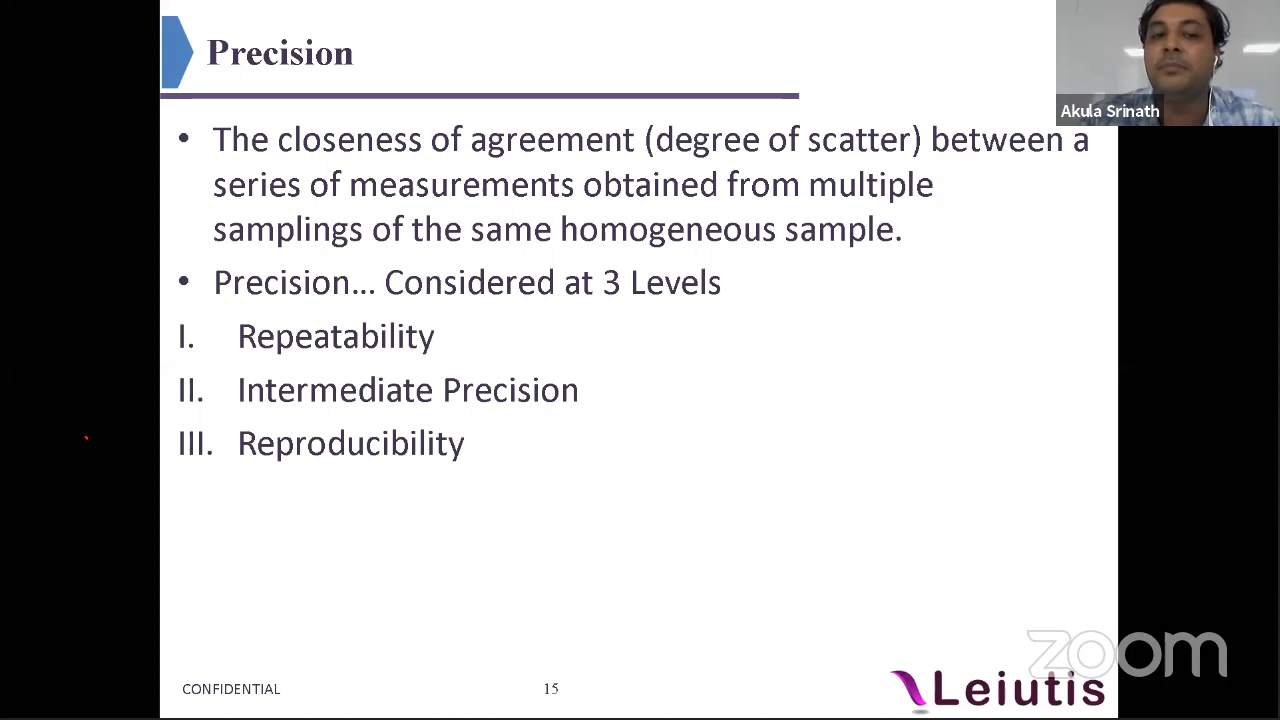 Precision
Akula Srinath
• The closeness of agreement (degree of scatter) between a
series of measurements obtained from multiple
samplings of the same homogeneous sample.
• Precision... Considered at 3 Levels
I. Repeatability
II. Intermediate Precision
III. Reproducibility
zoom
CONFIDENTIAL
15
Leiutis